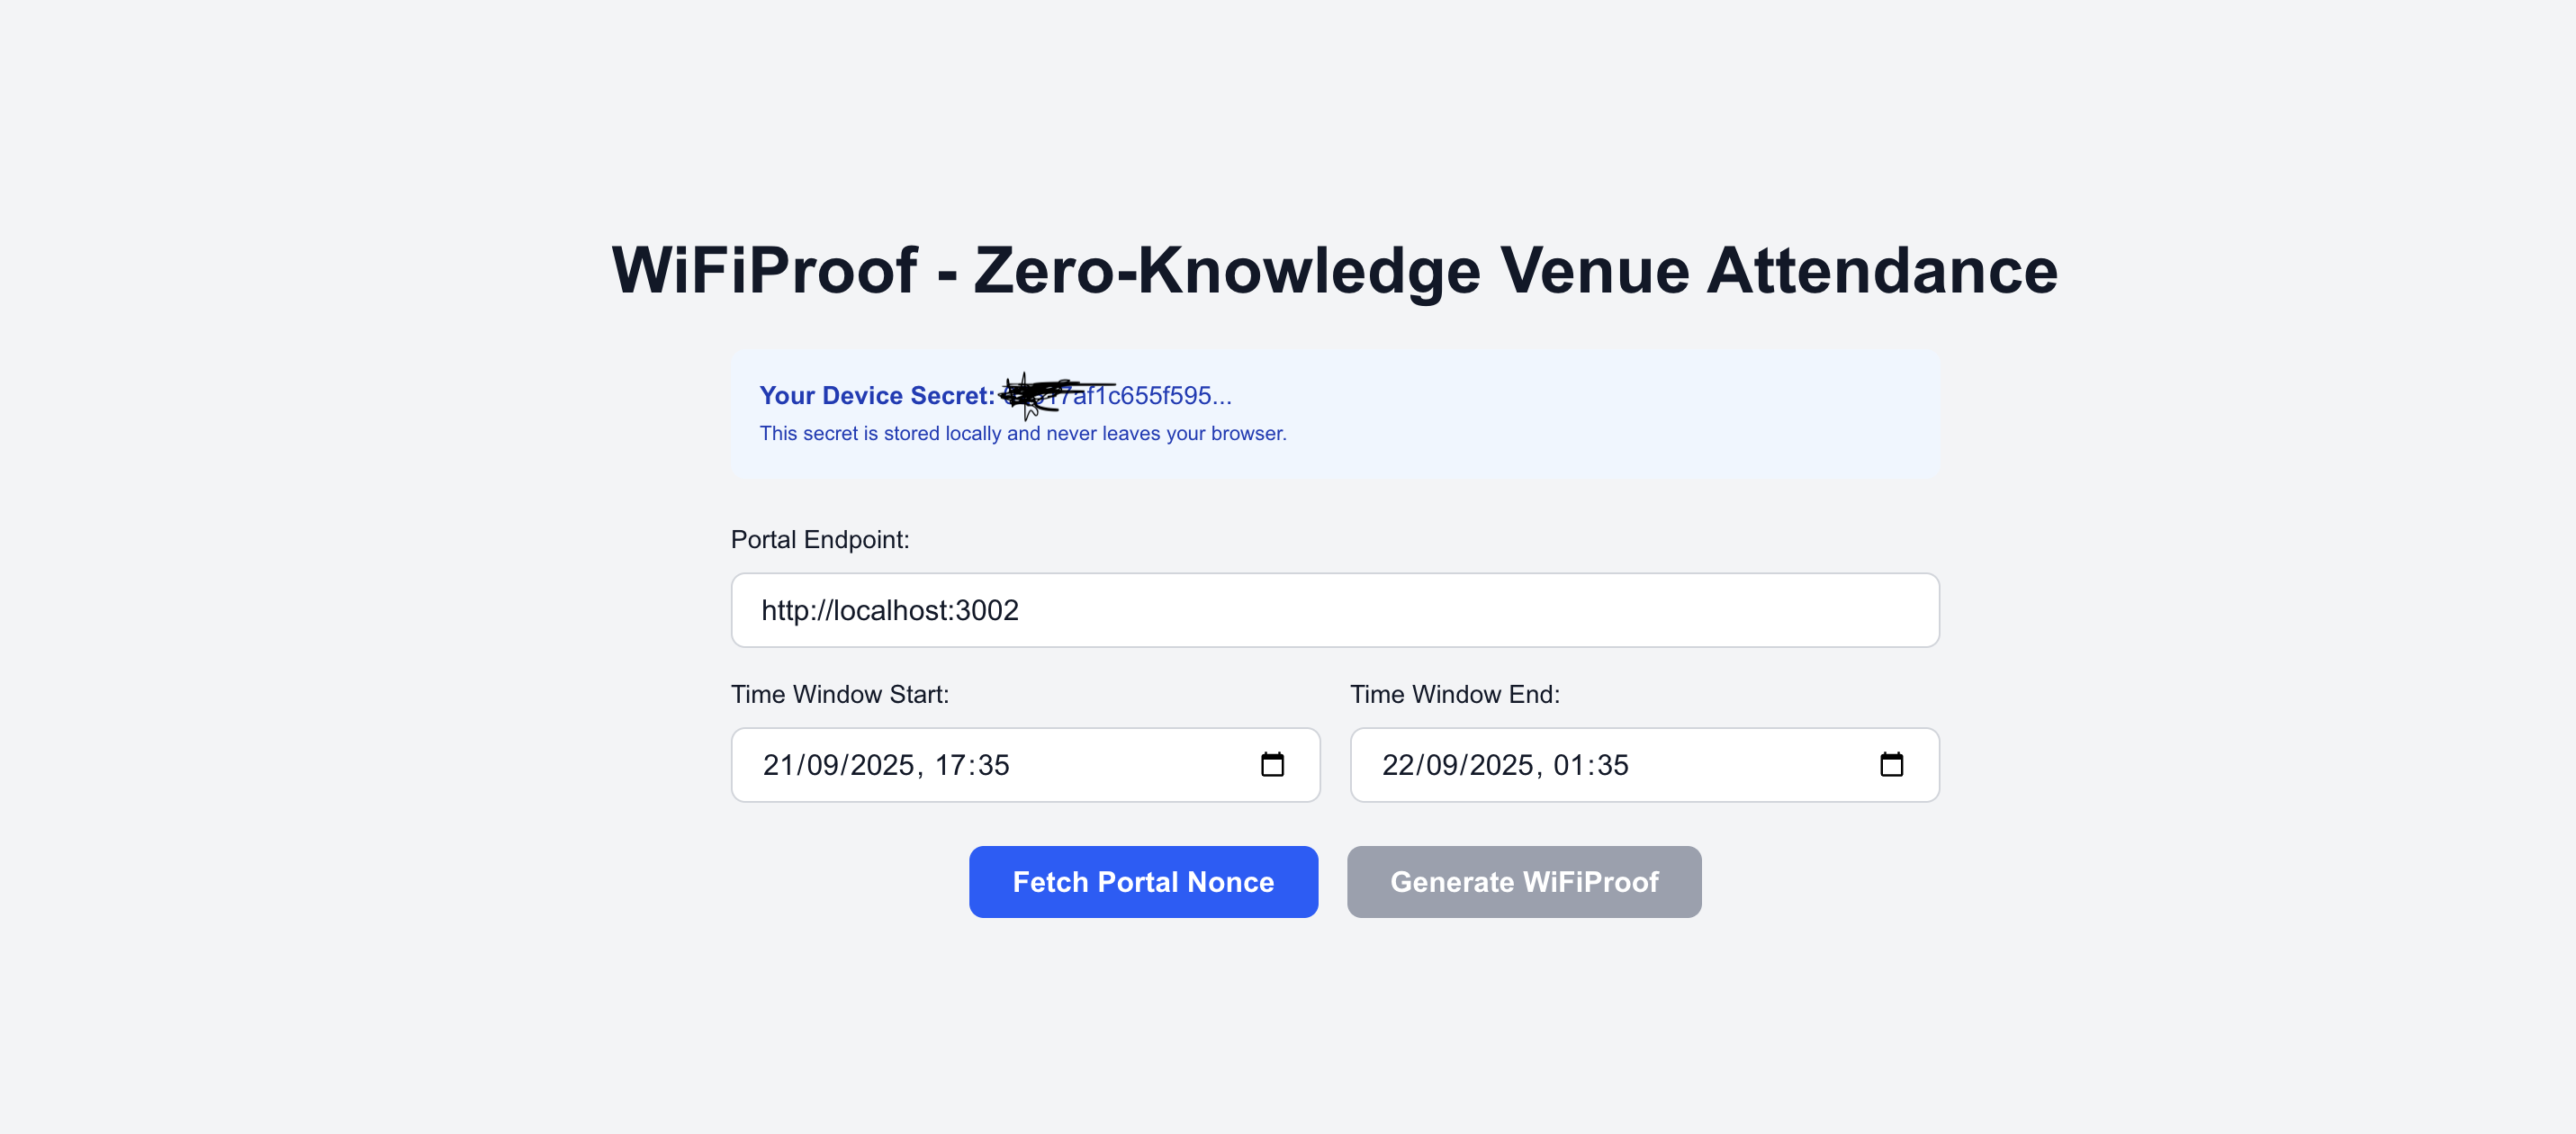 WiFiProof - Zero-Knowledge Venue Attendance
Your Device Secret: 17af1c655f595...
This secret is stored locally and never leaves your browser.
Portal Endpoint:
http://localhost:3002
Time Window Start:
Time Window End:
21/09/2025, 17:35
22/09/2025, 01:35
Fetch Portal Nonce
Generate WiFiProof